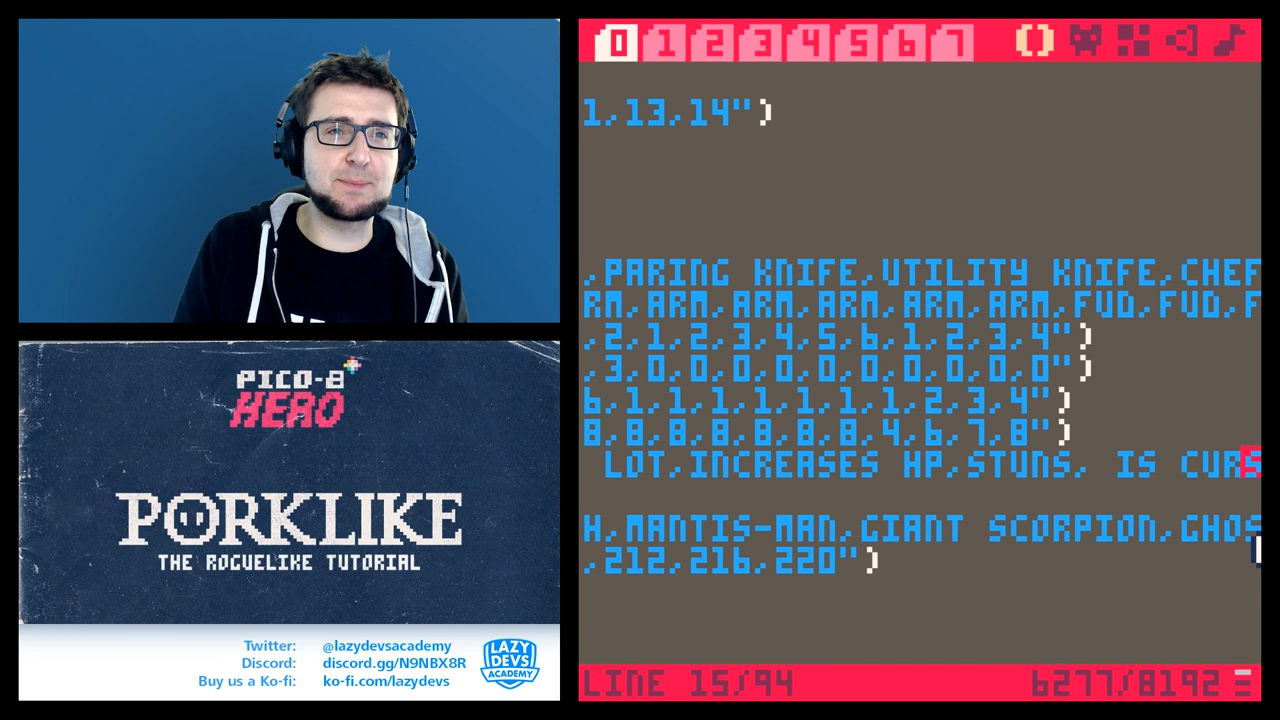 PICO-8
HERO
PORKLIKE
THE ROGUELIKE TUTORIAL
Twitter: @lazydevsacademy
Discord: discord.gg/N9NBX8R
Buy us a Ko-fi: ko-fi.com/lazydevs
LAZY
DEVS
ACADEMY
0 1 2 3 4 5 6 7
1,13,14")
,PARING KNIFE,UTILITY KNIFE,CHEF
RM,ARM,ARM,ARM,ARM,ARM,FUD,FUD,F
,2,1,2,3,4,5,6,1,2,3,4")
,3,0,0,0,0,0,0,0,0,0,0")
6,1,1,1,1,1,1,1,2,3,4")
8,8,8,8,8,8,8,4,6,7,8")
LOT,INCREASES HP,STUNS, IS CURS
H,MANTIS-MAN,GIANT SCORPION,GHOS
,212,216,220")
LINE 15/94
6277/8192